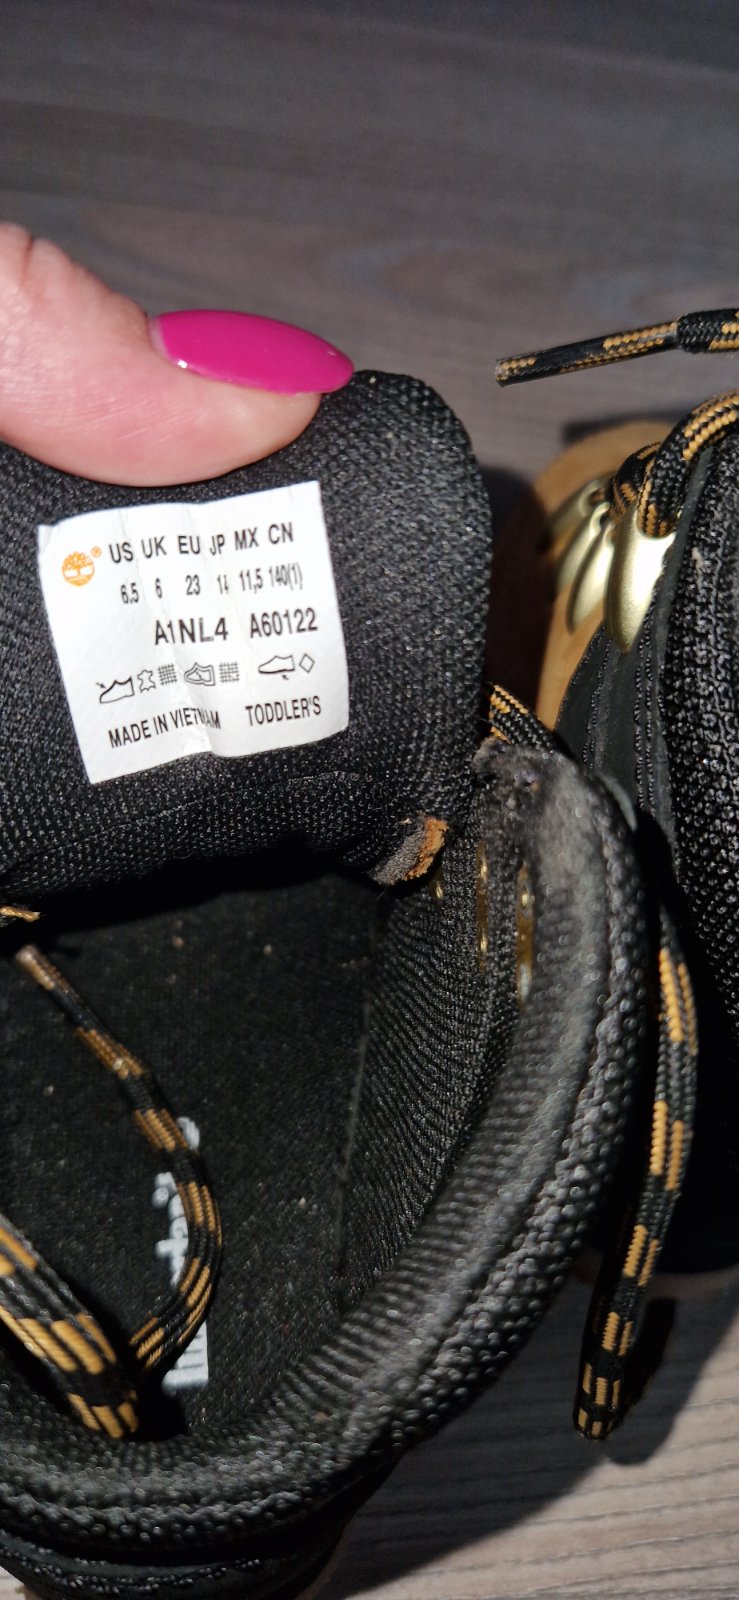 US UK EU JP MX CN
6.5 6 23 14 11,5 140(1)
A1NL4 A60122
MADE IN VIETNAM TODDLER'S